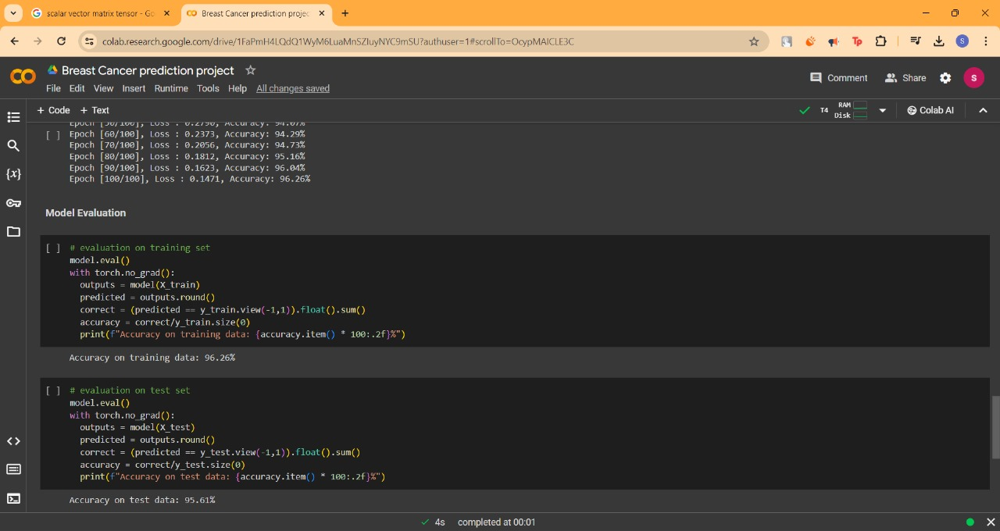 scalar vector matrix tensor - Go
Breast Cancer prediction projec
colab.research.google.com/drive/1FaPmH4LQdQ1WyM6LuaMnSZIuyNYC9mSU?authuser=1#scrollTo=OcypMAICLE3C
Tp
S
Breast Cancer prediction project
File Edit View Insert Runtime Tools Help All changes saved
Comment Share S
+ Code + Text
T4 RAM Disk Colab AI
Epoch [50/100], Loss : 0.2790, Accuracy: 94.07%
[ ] Epoch [60/100], Loss : 0.2373, Accuracy: 94.29%
Epoch [70/100], Loss : 0.2056, Accuracy: 94.73%
Epoch [80/100], Loss : 0.1812, Accuracy: 95.16%
Epoch [90/100], Loss : 0.1623, Accuracy: 96.04%
Epoch [100/100], Loss : 0.1471, Accuracy: 96.26%
Model Evaluation
[ ] # evaluation on training set
model.eval()
with torch.no_grad():
outputs = model(X_train)
predicted = outputs.round()
correct = (predicted == y_train.view(-1,1)).float().sum()
accuracy = correct/y_train.size(0)
print(f"Accuracy on training data: {accuracy.item() * 100:.2f}%")
Accuracy on training data: 96.26%
[ ] # evaluation on test set
model.eval()
with torch.no_grad():
outputs = model(X_test)
predicted = outputs.round()
correct = (predicted == y_test.view(-1,1)).float().sum()
accuracy = correct/y_test.size(0)
print(f"Accuracy on test data: {accuracy.item() * 100:.2f}%")
Accuracy on test data: 95.61%
4s completed at 00:01